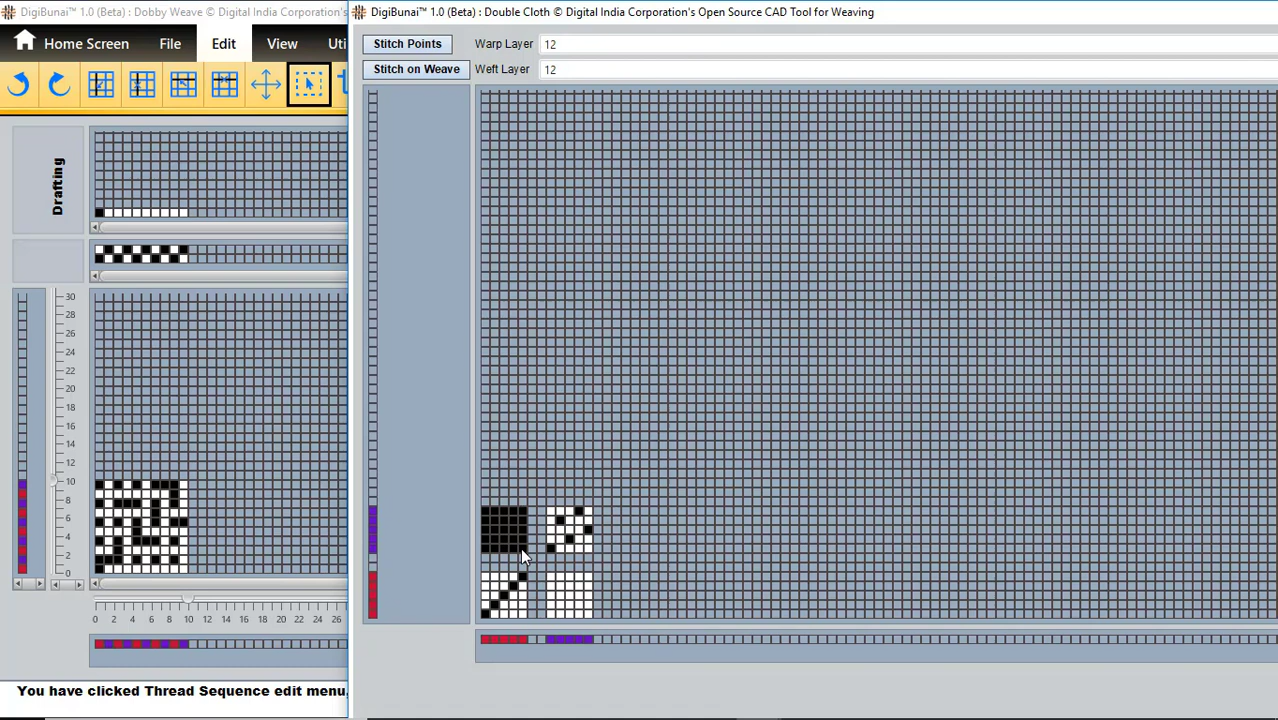 DigiBunai™ 1.0 (Beta) : Dobby Weave © Digital India Corporation's
DigiBunai™ 1.0 (Beta) : Double Cloth © Digital India Corporation's Open Source CAD Tool for Weaving
Home Screen File Edit View Uti
Stitch Points Warp Layer 12
Stitch on Weave Weft Layer 12
Drafting
30
28
26
24
22
20
18
16
14
12
10
8
6
4
2
0
0 2 4 6 8 10 12 14 16 18 20 22 24 26
You have clicked Thread Sequence edit menu,